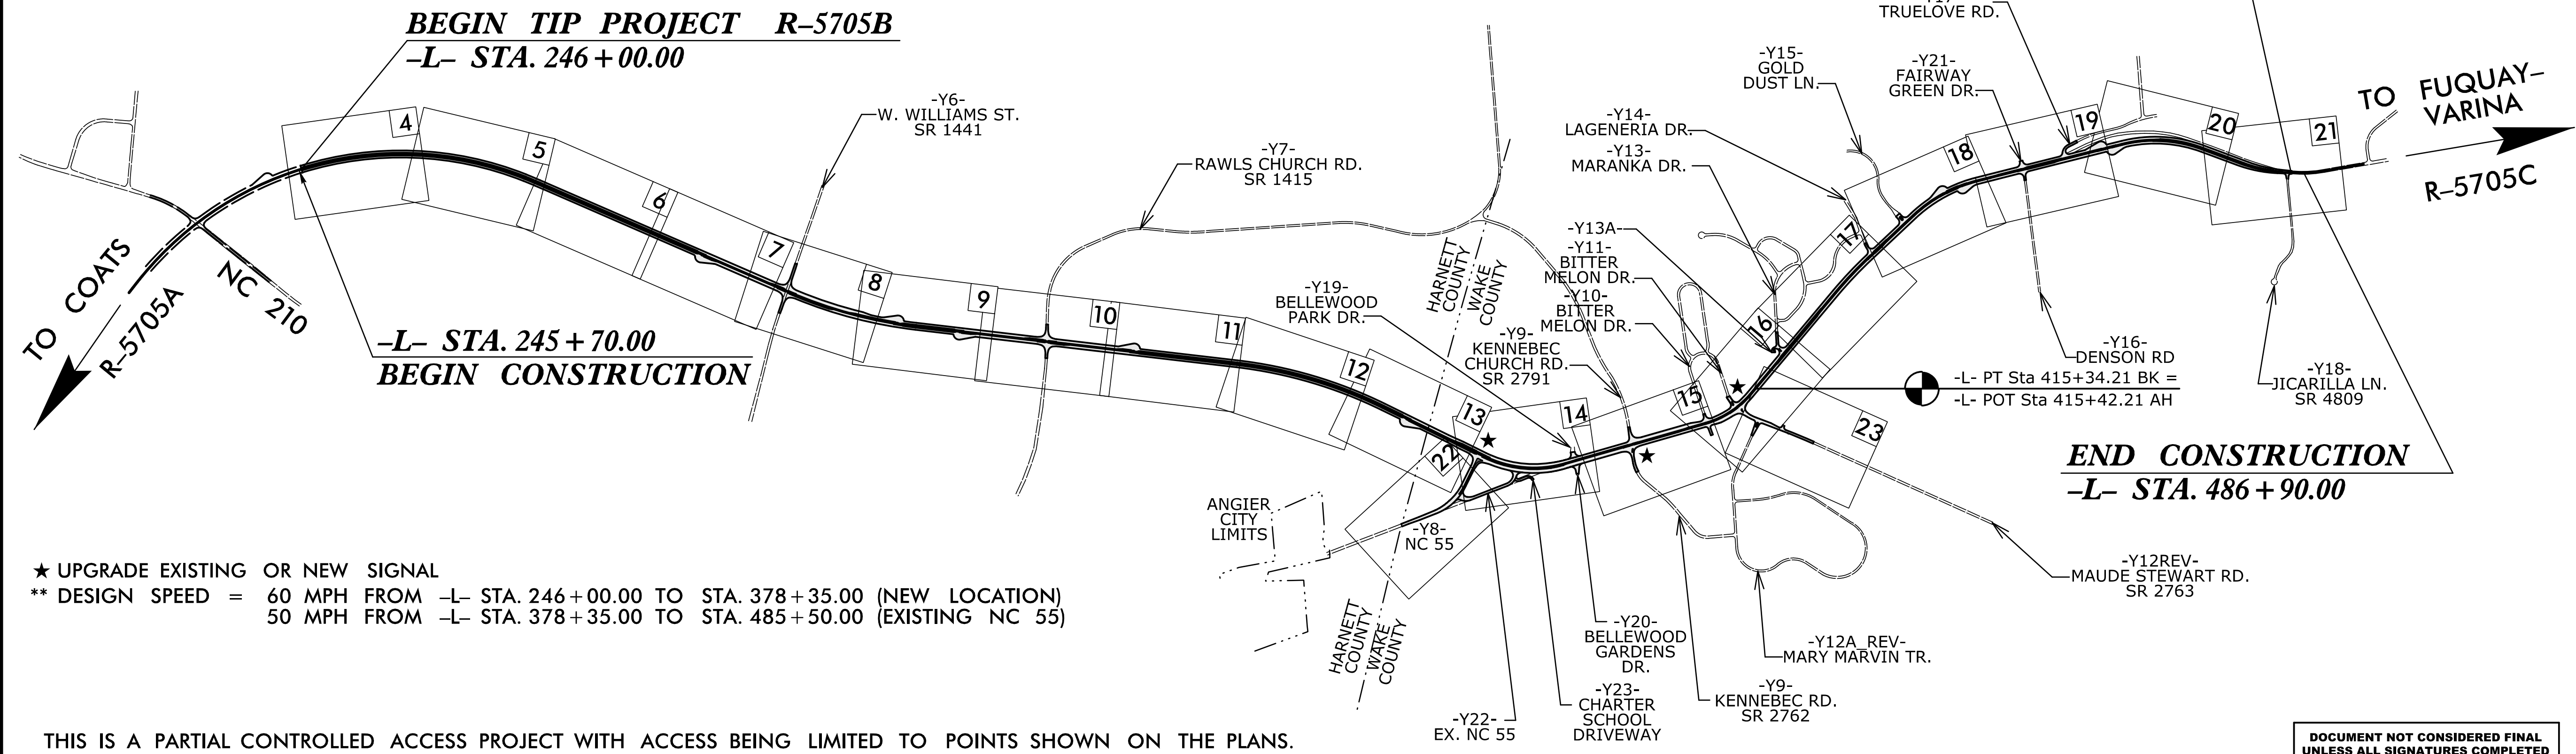 BEGIN TIP PROJECT R–5705B
–L– STA. 246+00.00
TRUELOVE RD.
-Y15-
GOLD
DUST LN.
-Y21-
FAIRWAY
GREEN DR.
TO FUQUAY–
VARINA
R–5705C
-Y6-
W. WILLIAMS ST.
SR 1441
-Y7-
RAWLS CHURCH RD.
SR 1415
-Y14-
LAGENERIA DR.
-Y13-
MARANKA DR.
-Y13A-
-Y11-
BITTER
MELON DR.
-Y10-
BITTER
MELON DR.
-Y19-
BELLEWOOD
PARK DR.
-Y9-
KENNEBEC
CHURCH RD.
SR 2791
HARNETT
COUNTY
WAKE
COUNTY
4
5
6
7
8
9
10
11
12
13
14
15
16
17
18
19
20
21
22
23
TO COATS
R–5705A
NC 210
–L– STA. 245+70.00
BEGIN CONSTRUCTION
-Y16-
DENSON RD
-Y18-
JICARILLA LN.
SR 4809
-L- PT Sta 415+34.21 BK =
-L- POT Sta 415+42.21 AH
END CONSTRUCTION
–L– STA. 486+90.00
ANGIER
CITY
LIMITS
-Y8-
NC 55
-Y12REV-
MAUDE STEWART RD.
SR 2763
-Y12A_REV-
MARY MARVIN TR.
-Y20-
BELLEWOOD
GARDENS
DR.
-Y9-
KENNEBEC RD.
SR 2762
-Y23-
CHARTER
SCHOOL
DRIVEWAY
-Y22-
EX. NC 55
HARNETT
COUNTY
WAKE
COUNTY
★ UPGRADE EXISTING OR NEW SIGNAL
** DESIGN SPEED = 60 MPH FROM –L– STA. 246+00.00 TO STA. 378+35.00 (NEW LOCATION)
50 MPH FROM –L– STA. 378+35.00 TO STA. 485+50.00 (EXISTING NC 55)
THIS IS A PARTIAL CONTROLLED ACCESS PROJECT WITH ACCESS BEING LIMITED TO POINTS SHOWN ON THE PLANS.
DOCUMENT NOT CONSIDERED FINAL
UNLESS ALL SIGNATURES COMPLETED